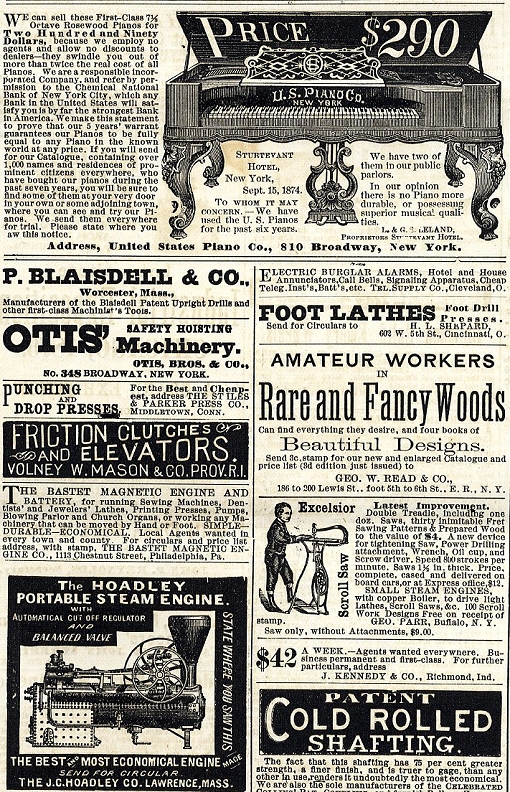 WE can sell these First-Class 7⅓
Octave Rosewood Pianos for
Two Hundred and Ninety
Dollars, because we employ no
agents and allow no discounts to
dealers—they swindle you out of
more than twice the real cost of all
Pianos. We are a responsible incor-
porated Company, and refer by per-
mission to the Chemical National
Bank of New York City, which any
Bank in the United States will sat-
isfy you is by far the strongest Bank
in America. We make this statement
to prove that our 5 years' warrant
guarantees our Pianos to be fully
equal to any Piano in the known
world at any price. If you will send
for our Catalogue, containing over
1,000 names and residences of pro-
minent citizens everywhere, who
have bought our pianos during the
past seven years, you will be sure to
find some of them at your very door,
in your own or some adjoining town,
where you can see and try our Pi-
anos. We send them everywhere
for trial. Please state where you
saw this notice.
PRICE $290
U.S. PIANO CO.
NEW YORK
STURTEVANT
HOTEL,
New York,
Sept. 15, 1874.
TO WHOM IT MAY
CONCERN.—We have
used the U. S. Pianos
for the past six years.
We have two of
them in our public
parlors.
In our opinion
there is no Piano more
durable, or possessing
superior musical quali-
ties.
L. & G. S. LELAND,
PROPRIETORS STURTEVANT HOTEL.
Address, United States Piano Co., 810 Broadway, New York.
P. BLAISDELL & CO.,
Worcester, Mass.,
Manufacturers of the Blaisdell Patent Upright Drills and
other first-class Machinist's Tools.
OTIS' SAFETY HOISTING
Machinery.
OTIS, BROS. & CO.,
No. 348 BROADWAY, NEW YORK.
PUNCHING
AND
DROP PRESSES.
For the Best and Cheap-
est, address THE STILES
& PARKER PRESS CO.,
MIDDLETOWN, CONN.
FRICTION CLUTCHES
AND ELEVATORS.
VOLNEY W. MASON & CO. PROV. R.I.
THE BASTET MAGNETIC ENGINE AND
BATTERY, for running Sewing Machines, Den-
tists' and Jewelers' Lathes, Printing Presses, Pumps,
Blowing Parlor and Church Organs, or working any Ma-
chinery that can be moved by Hand or Foot. SIMPLE—
DURABLE—ECONOMICAL. Local Agents wanted in
every town and county. For circulars and price list
address, with stamp, THE BASTET MAGNETIC EN-
GINE CO., 1113 Chestnut Street, Philadelphia, Pa.
The HOADLEY
PORTABLE STEAM ENGINE.
WITH
AUTOMATICAL CUT OFF REGULATOR
AND
BALANCED VALVE
STATE WHERE YOU SAW THIS
THE BEST AND MOST ECONOMICAL ENGINE MADE
SEND FOR CIRCULAR.
THE J.C. HOADLEY CO. LAWRENCE, MASS.
ELECTRIC BURGLAR ALARMS, Hotel and House
Annunciators, Call Bells, Signaling Apparatus, Cheap
Teleg. Inst's, Batt's, etc. TEL. SUPPLY CO., Cleveland, O.
FOOT LATHES Foot Drill
Presses.
Send for Circulars to H. L. SHEPARD,
602 W. 5th St., Cincinnati, O.
AMATEUR WORKERS
IN
Rare and Fancy Woods
Can find everything they desire, and four books of
Beautiful Designs.
Send 3c. stamp for our new and enlarged Catalogue and
price list (3d edition just issued) to
GEO. W. READ & CO.,
186 to 200 Lewis St., foot 5th to 6th St., E. R., N. Y.
Excelsior
Scroll Saw
Latest Improvement.
Double Treadle, including one
doz. Saws, thirty inimitable Fret
Sawing Patterns & Prepared Wood
to the value of $4. A new device
for tightening Saw, Power Drilling
attachment, Wrench, Oil cup, and
Screw driver. Speed 800 strokes per
minute. Saws 1½ in. thick. Price,
complete, cased and delivered on
board cars, or at Express office, $12.
SMALL STEAM ENGINES,
with copper Boiler, to drive light
Lathes, Scroll Saws, &c. 100 Scroll
Work Designs Free on receipt of
stamp. GEO. PARR, Buffalo, N. Y.
Saw only, without Attachments, $9.00.
$42 A WEEK.—Agents wanted everywhere. Bu-
siness permanent and first-class. For further
particulars, address
J. KENNEDY & CO., Richmond, Ind.
PATENT
COLD ROLLED
SHAFTING.
The fact that this shafting has 75 per cent greater
strength, a finer finish, and is truer to gage, than any
other in use, renders it undoubtedly the most economical.
We are also the sole manufacturers of the CELEBRATED